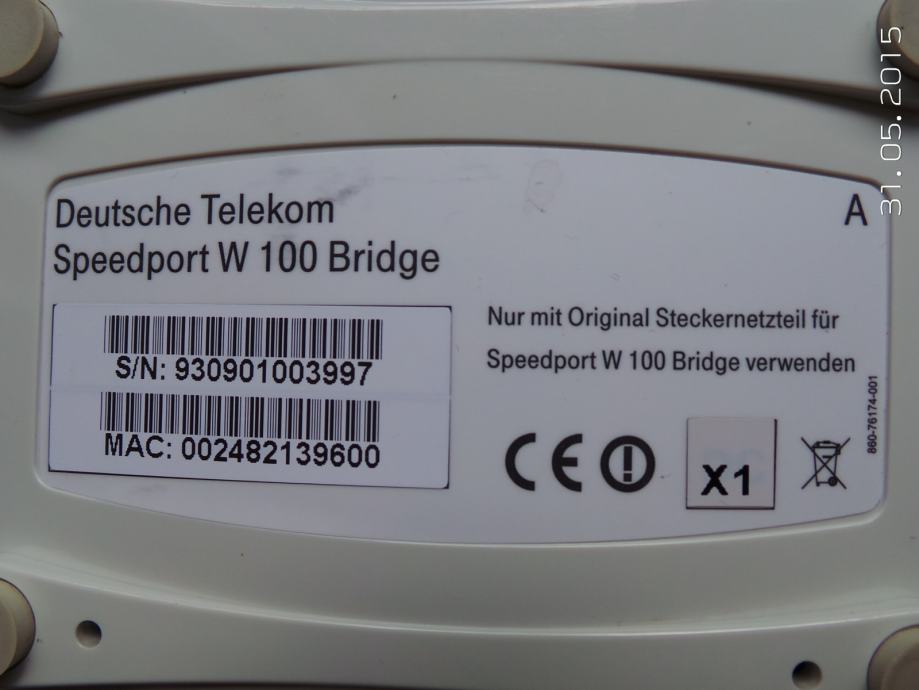 Deutsche Telekom
Speedport W 100 Bridge
A
S/N: 930901003997
MAC: 002482139600
Nur mit Original Steckernetzteil für
Speedport W 100 Bridge verwenden
CE
X1
860-76174-001
31.05.2015